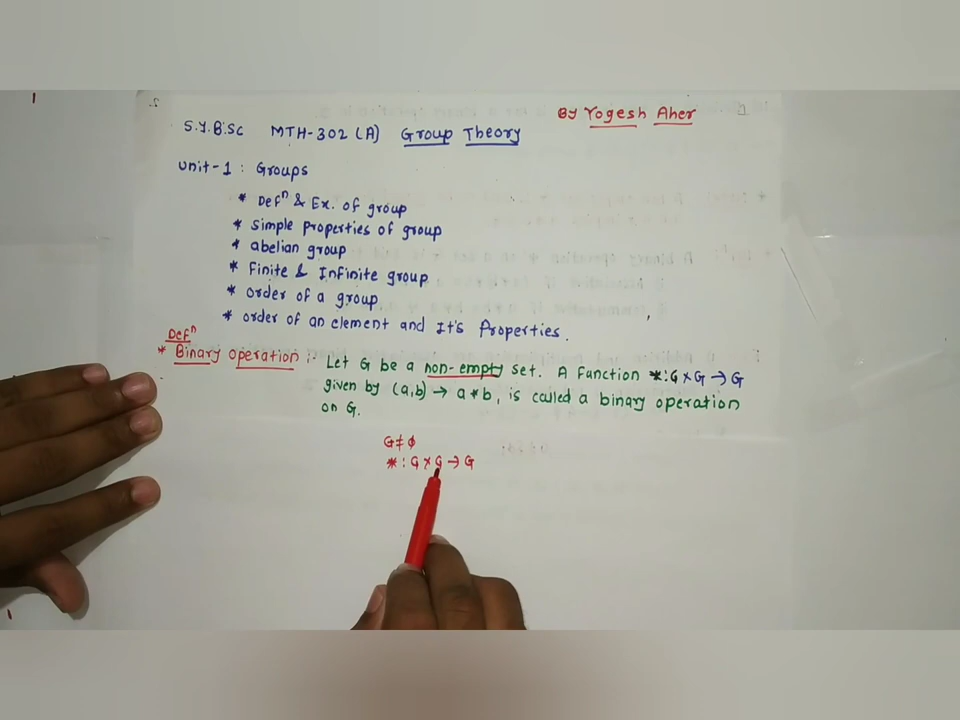 By Yogesh Aher
S.Y.B.Sc MTH-302 (A) Group Theory
Unit-1 : Groups
* Defⁿ & Ex. of group
* Simple properties of group
* abelian group
* Finite & Infinite group
* Order of a group
* Order of an element and It's Properties.
Defⁿ
* Binary operation :- Let G be a non-empty set. A Function *: G × G → G
given by (a,b) → a * b, is called a binary operation
on G.
G ≠ ϕ
* : G × G → G